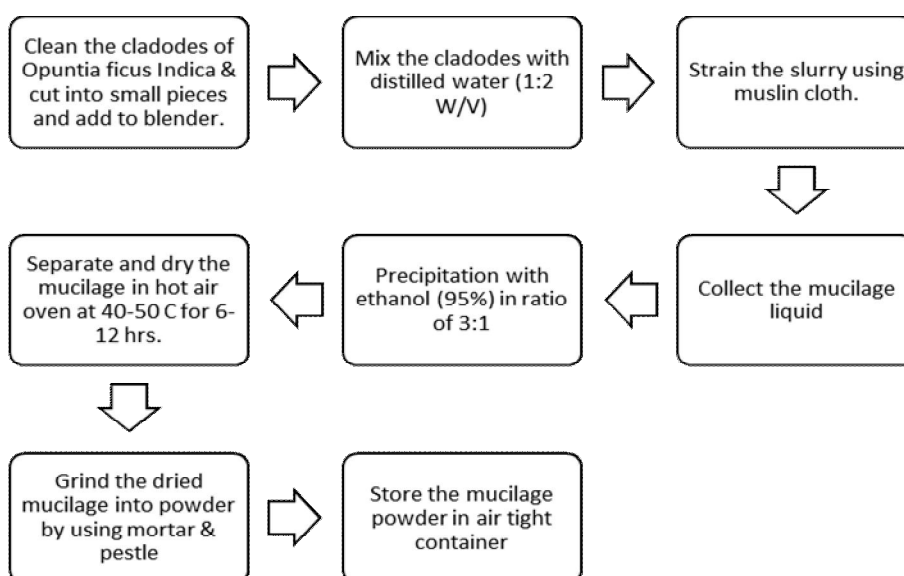 Clean the cladodes of
Opuntia ficus Indica &
cut into small pieces
and add to blender.
Mix the cladodes with
distilled water (1:2
W/V)
Strain the slurry using
muslin cloth.
Collect the mucilage
liquid
Precipitation with
ethanol (95%) in ratio
of 3:1
Separate and dry the
mucilage in hot air
oven at 40-50 C for 6-
12 hrs.
Grind the dried
mucilage into powder
by using mortar &
pestle
Store the mucilage
powder in air tight
container